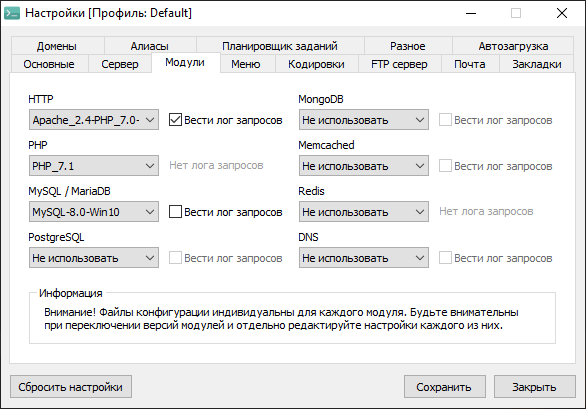 Настройки [Профиль: Default]
Домены Алиасы Планировщик заданий Разное Автозагрузка
Основные Сервер Модули Меню Кодировки FTP сервер Почта Закладки
HTTP
Apache_2.4-PHP_7.0- Вести лог запросов
PHP
PHP_7.1 Нет лога запросов
MySQL / MariaDB
MySQL-8.0-Win10 Вести лог запросов
PostgreSQL
Не использовать Вести лог запросов
MongoDB
Не использовать Вести лог запросов
Memcached
Не использовать Вести лог запросов
Redis
Не использовать Нет лога запросов
DNS
Не использовать Вести лог запросов
Информация
Внимание! Файлы конфигурации индивидуальны для каждого модуля. Будьте внимательны
при переключении версий модулей и отдельно редактируйте настройки каждого из них.
Сбросить настройки Сохранить Закрыть